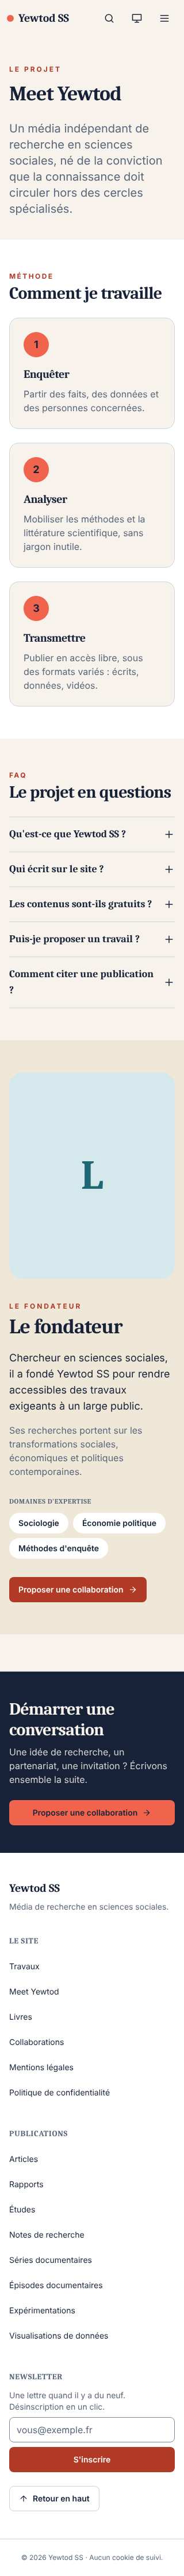 Yewtod SS
LE PROJET
Meet Yewtod
Un média indépendant de
recherche en sciences
sociales, né de la conviction
que la connaissance doit
circuler hors des cercles
spécialisés.
MÉTHODE
Comment je travaille
1
Enquêter
Partir des faits, des données et
des personnes concernées.
2
Analyser
Mobiliser les méthodes et la
littérature scientifique, sans
jargon inutile.
3
Transmettre
Publier en accès libre, sous
des formats variés : écrits,
données, vidéos.
FAQ
Le projet en questions
Qu'est-ce que Yewtod SS ?
Qui écrit sur le site ?
Les contenus sont-ils gratuits ?
Puis-je proposer un travail ?
Comment citer une publication
?
L
LE FONDATEUR
Le fondateur
Chercheur en sciences sociales,
il a fondé Yewtod SS pour rendre
accessibles des travaux
exigeants à un large public.
Ses recherches portent sur les
transformations sociales,
économiques et politiques
contemporaines.
DOMAINES D'EXPERTISE
Sociologie
Économie politique
Méthodes d'enquête
Proposer une collaboration
Démarrer une
conversation
Une idée de recherche, un
partenariat, une invitation ? Écrivons
ensemble la suite.
Proposer une collaboration
Yewtod SS
Média de recherche en sciences sociales.
LE SITE
Travaux
Meet Yewtod
Livres
Collaborations
Mentions légales
Politique de confidentialité
PUBLICATIONS
Articles
Rapports
Études
Notes de recherche
Séries documentaires
Épisodes documentaires
Expérimentations
Visualisations de données
NEWSLETTER
Une lettre quand il y a du neuf.
Désinscription en un clic.
vous@exemple.fr
S'inscrire
Retour en haut
© 2026 Yewtod SS · Aucun cookie de suivi.